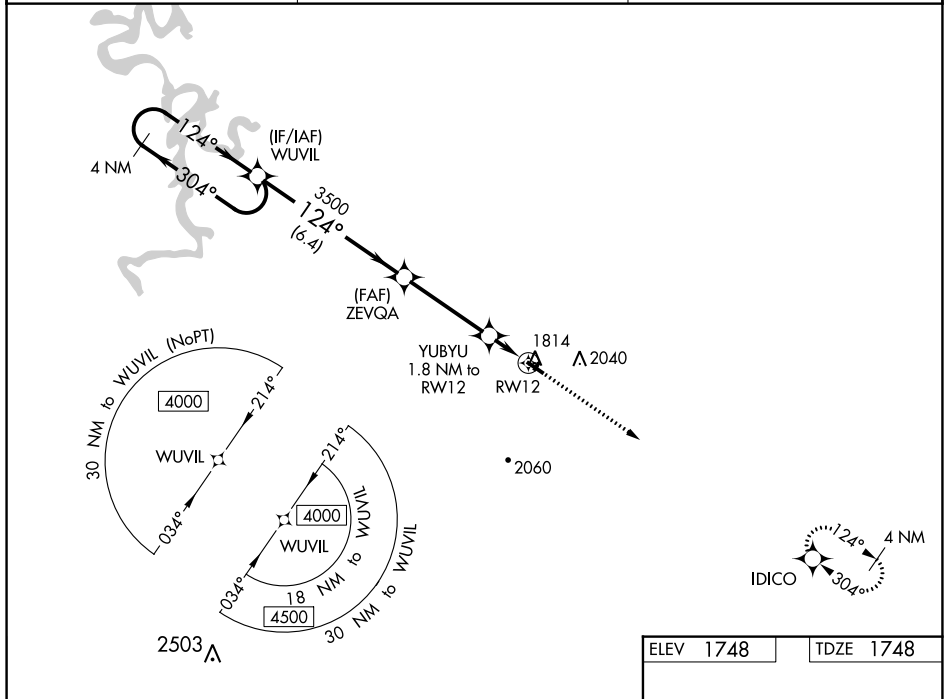 124°
4 NM
304°
(IF/IAF)
WUVIL
3500
124°
(6.4)
(FAF)
ZEVQA
YUBYU
1.8 NM to
RW12
1814
RW12
2040
2060
30 NM to WUVIL (NoPT)
4000
214°
WUVIL
034°
214°
4000
WUVIL
18 NM to WUVIL
034°
4500
30 NM to WUVIL
2503
124°
4 NM
IDICO
304°
ELEV 1748
TDZE 1748